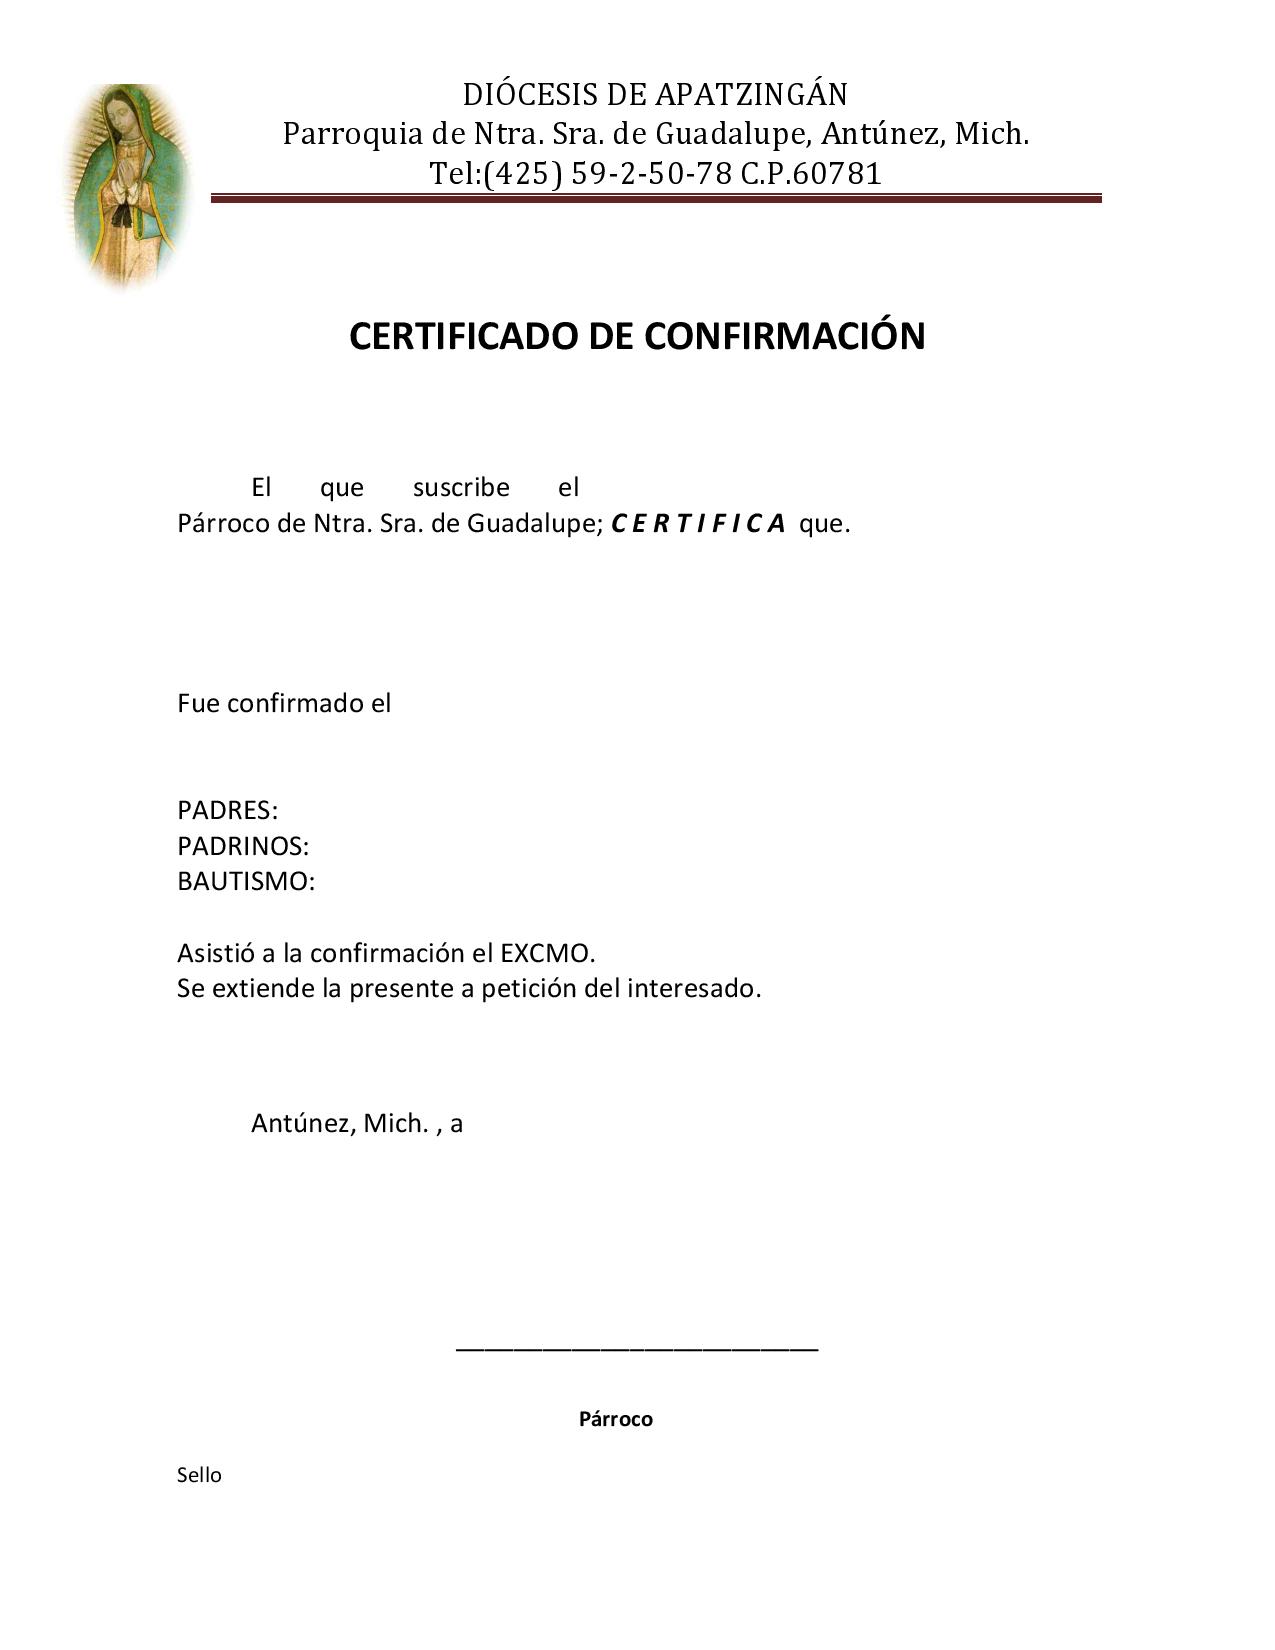 DIÓCESIS DE APATZINGÁN
Parroquia de Ntra. Sra. de Guadalupe, Antúnez, Mich.
Tel:(425) 59-2-50-78 C.P.60781
CERTIFICADO DE CONFIRMACIÓN
El que suscribe el
Párroco de Ntra. Sra. de Guadalupe; C E R T I F I C A que.
Fue confirmado el
PADRES:
PADRINOS:
BAUTISMO:
Asistió a la confirmación el EXCMO.
Se extiende la presente a petición del interesado.
Antúnez, Mich. , a
__________________________
Párroco
Sello